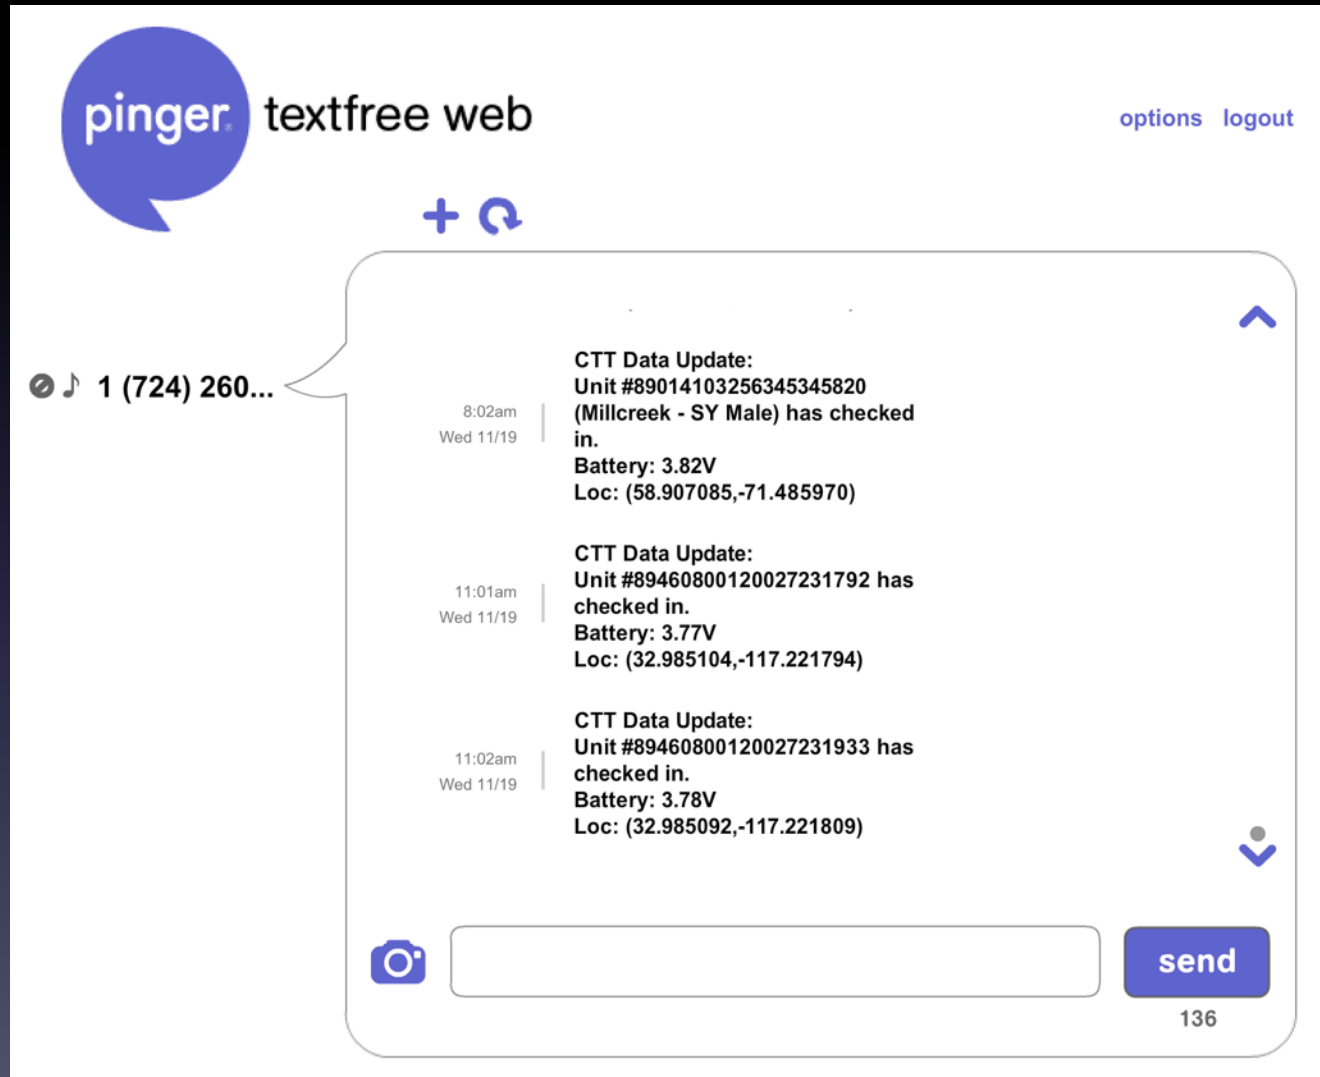 pinger
textfree web
options logout
1 (724) 260...
8:02am
Wed 11/19
CTT Data Update:
Unit #89014103256345345820
(Millcreek - SY Male) has checked
in.
Battery: 3.82V
Loc: (58.907085,-71.485970)
11:01am
Wed 11/19
CTT Data Update:
Unit #89460800120027231792 has
checked in.
Battery: 3.77V
Loc: (32.985104,-117.221794)
11:02am
Wed 11/19
CTT Data Update:
Unit #89460800120027231933 has
checked in.
Battery: 3.78V
Loc: (32.985092,-117.221809)
send
136